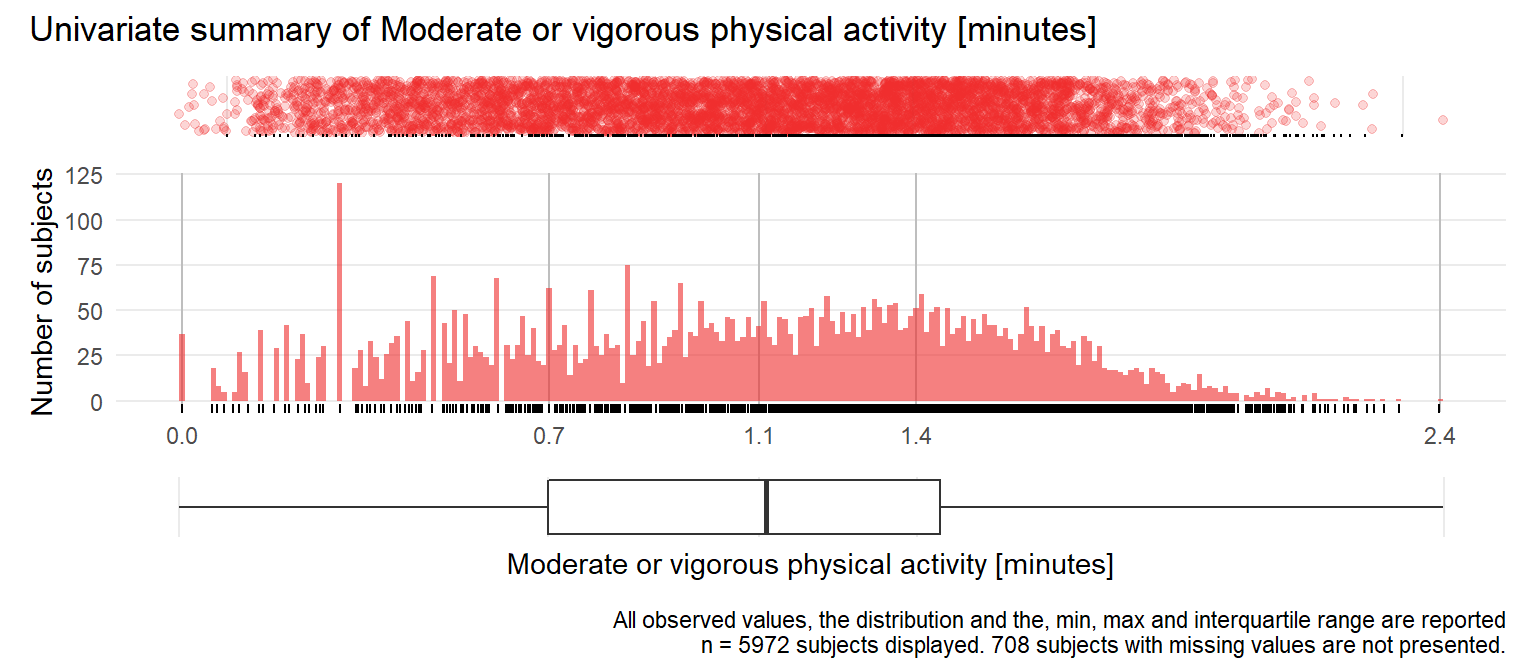 Univariate summary of Moderate or vigorous physical activity [minutes]
Number of subjects
125
100
75
50
25
0
0.0 0.7 1.1 1.4 2.4
Moderate or vigorous physical activity [minutes]
All observed values, the distribution and the, min, max and interquartile range are reported
n = 5972 subjects displayed. 708 subjects with missing values are not presented.